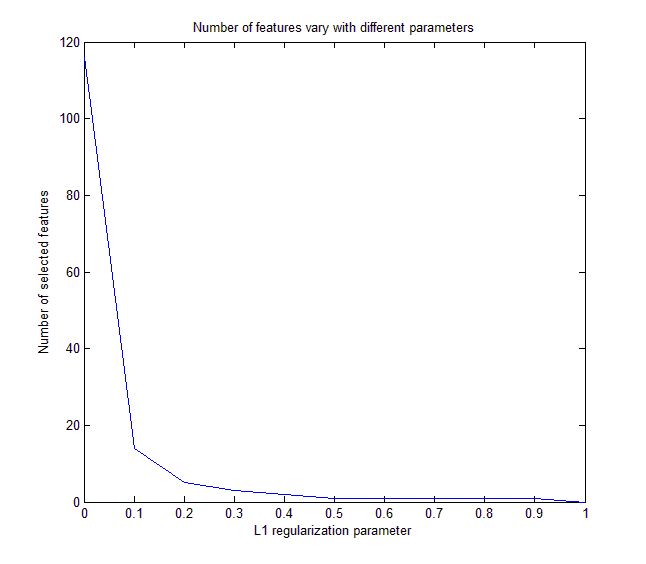 Number of features vary with different parameters
120
100
80
60
40
20
0
Number of selected features
0 0.1 0.2 0.3 0.4 0.5 0.6 0.7 0.8 0.9 1
L1 regularization parameter